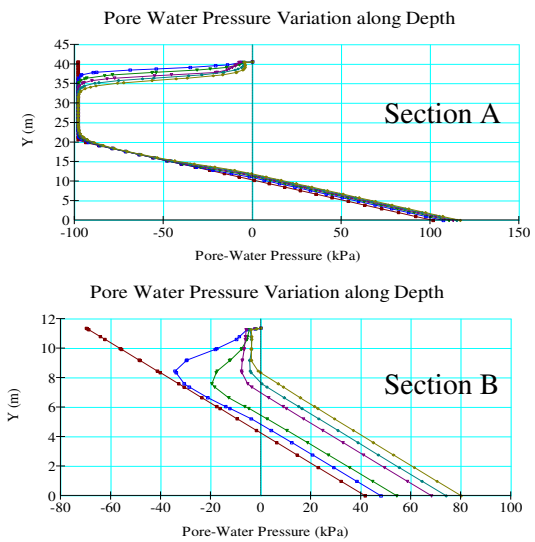 Pore Water Pressure Variation along Depth
45
40
35
30
25
20
15
10
5
0
Y (m)
Section A
-100 -50 0 50 100 150
Pore-Water Pressure (kPa)
Pore Water Pressure Variation along Depth
12
10
8
6
4
2
0
Y (m)
Section B
-80 -60 -40 -20 0 20 40 60 80 100
Pore-Water Pressure (kPa)